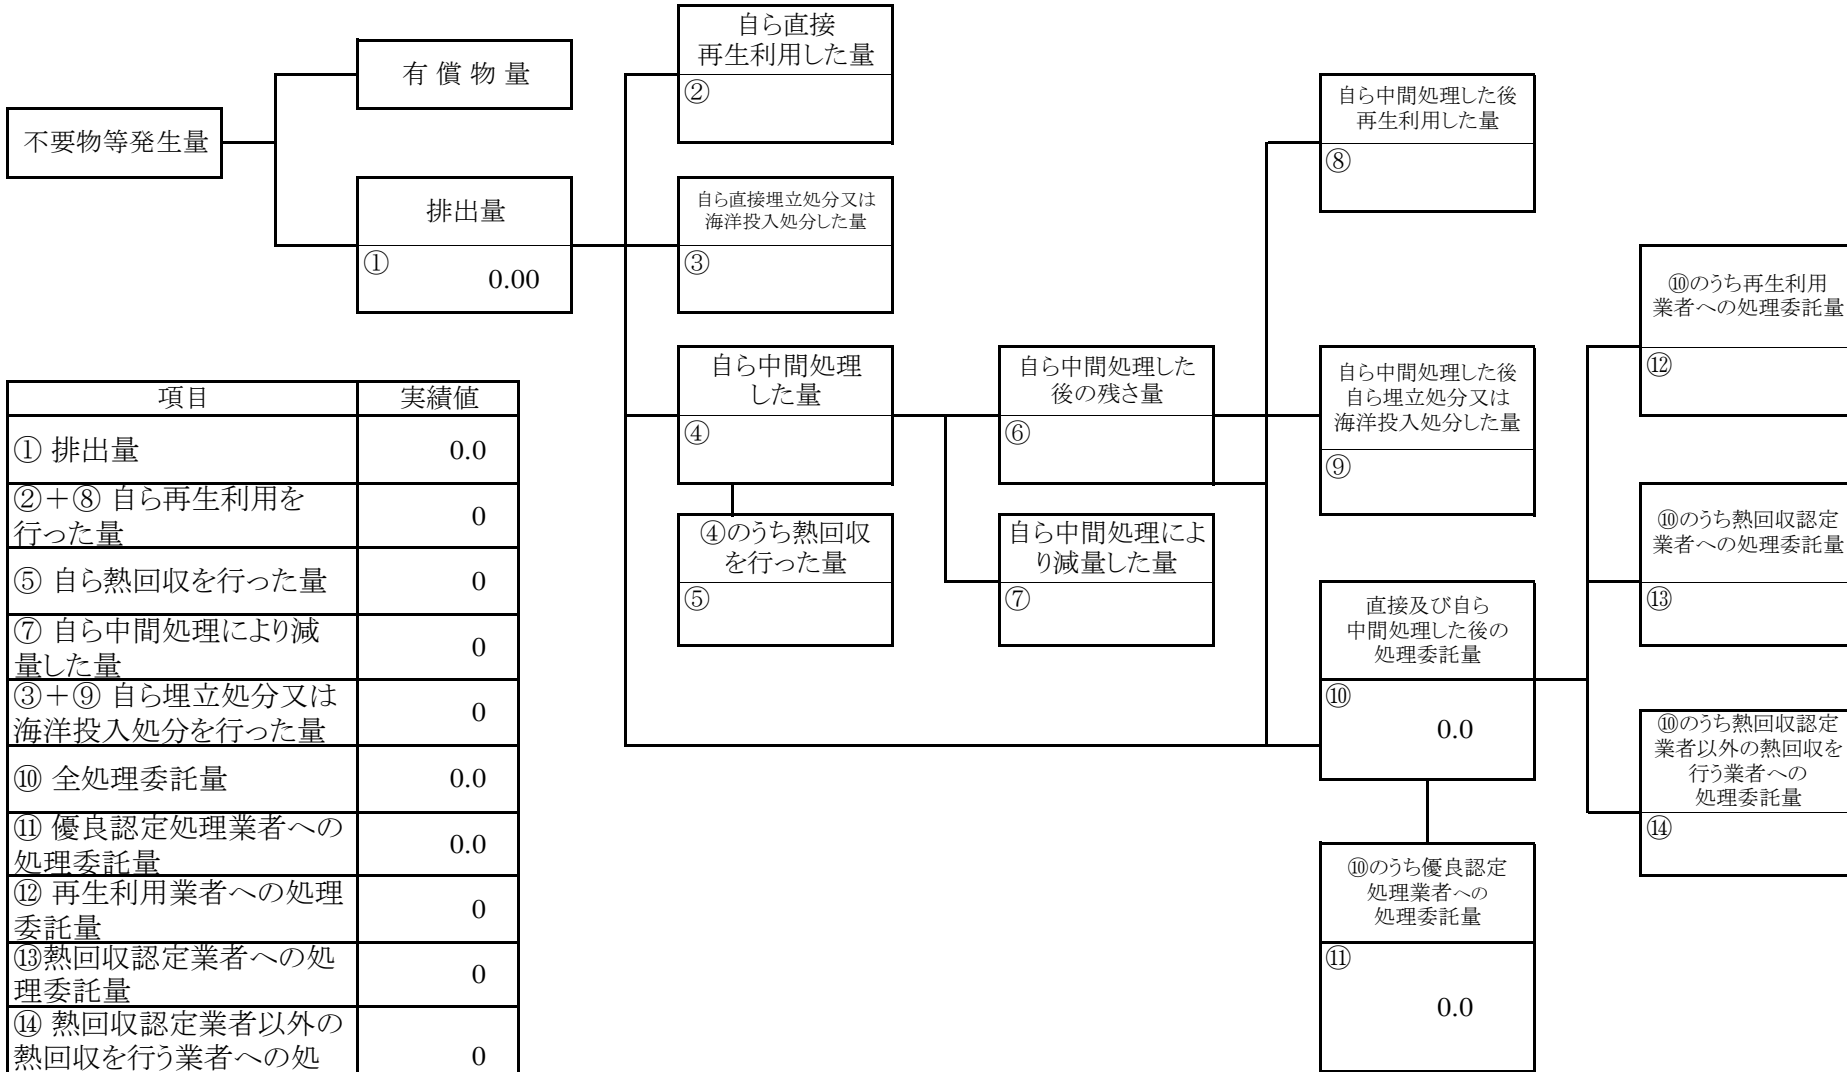 不要物等発生量
有 償 物 量
排出量
①
0.00
自ら直接
再生利用した量
②
自ら直接埋立処分又は
海洋投入処分した量
③
自ら中間処理
した量
④
④のうち熱回収
を行った量
⑤
自ら中間処理した
後の残さ量
⑥
自ら中間処理によ
り減量した量
⑦
自ら中間処理した後
再生利用した量
⑧
自ら中間処理した後
自ら埋立処分又は
海洋投入処分した量
⑨
直接及び自ら
中間処理した後の
処理委託量
⑩
0.0
⑩のうち優良認定
処理業者への
処理委託量
⑪
0.0
⑩のうち再生利用
業者への処理委託量
⑫
⑩のうち熱回収認定
業者への処理委託量
⑬
⑩のうち熱回収認定
業者以外の熱回収を
行う業者への
処理委託量
⑭
項目 実績値
① 排出量 0.0
②＋⑧ 自ら再生利用を
行った量 0
⑤ 自ら熱回収を行った量 0
⑦ 自ら中間処理により減
量した量 0
③＋⑨ 自ら埋立処分又は
海洋投入処分を行った量 0
⑩ 全処理委託量 0.0
⑪ 優良認定処理業者への
処理委託量 0.0
⑫ 再生利用業者への処理
委託量 0
⑬熱回収認定業者への処
理委託量 0
⑭ 熱回収認定業者以外の
熱回収を行う業者への処 0